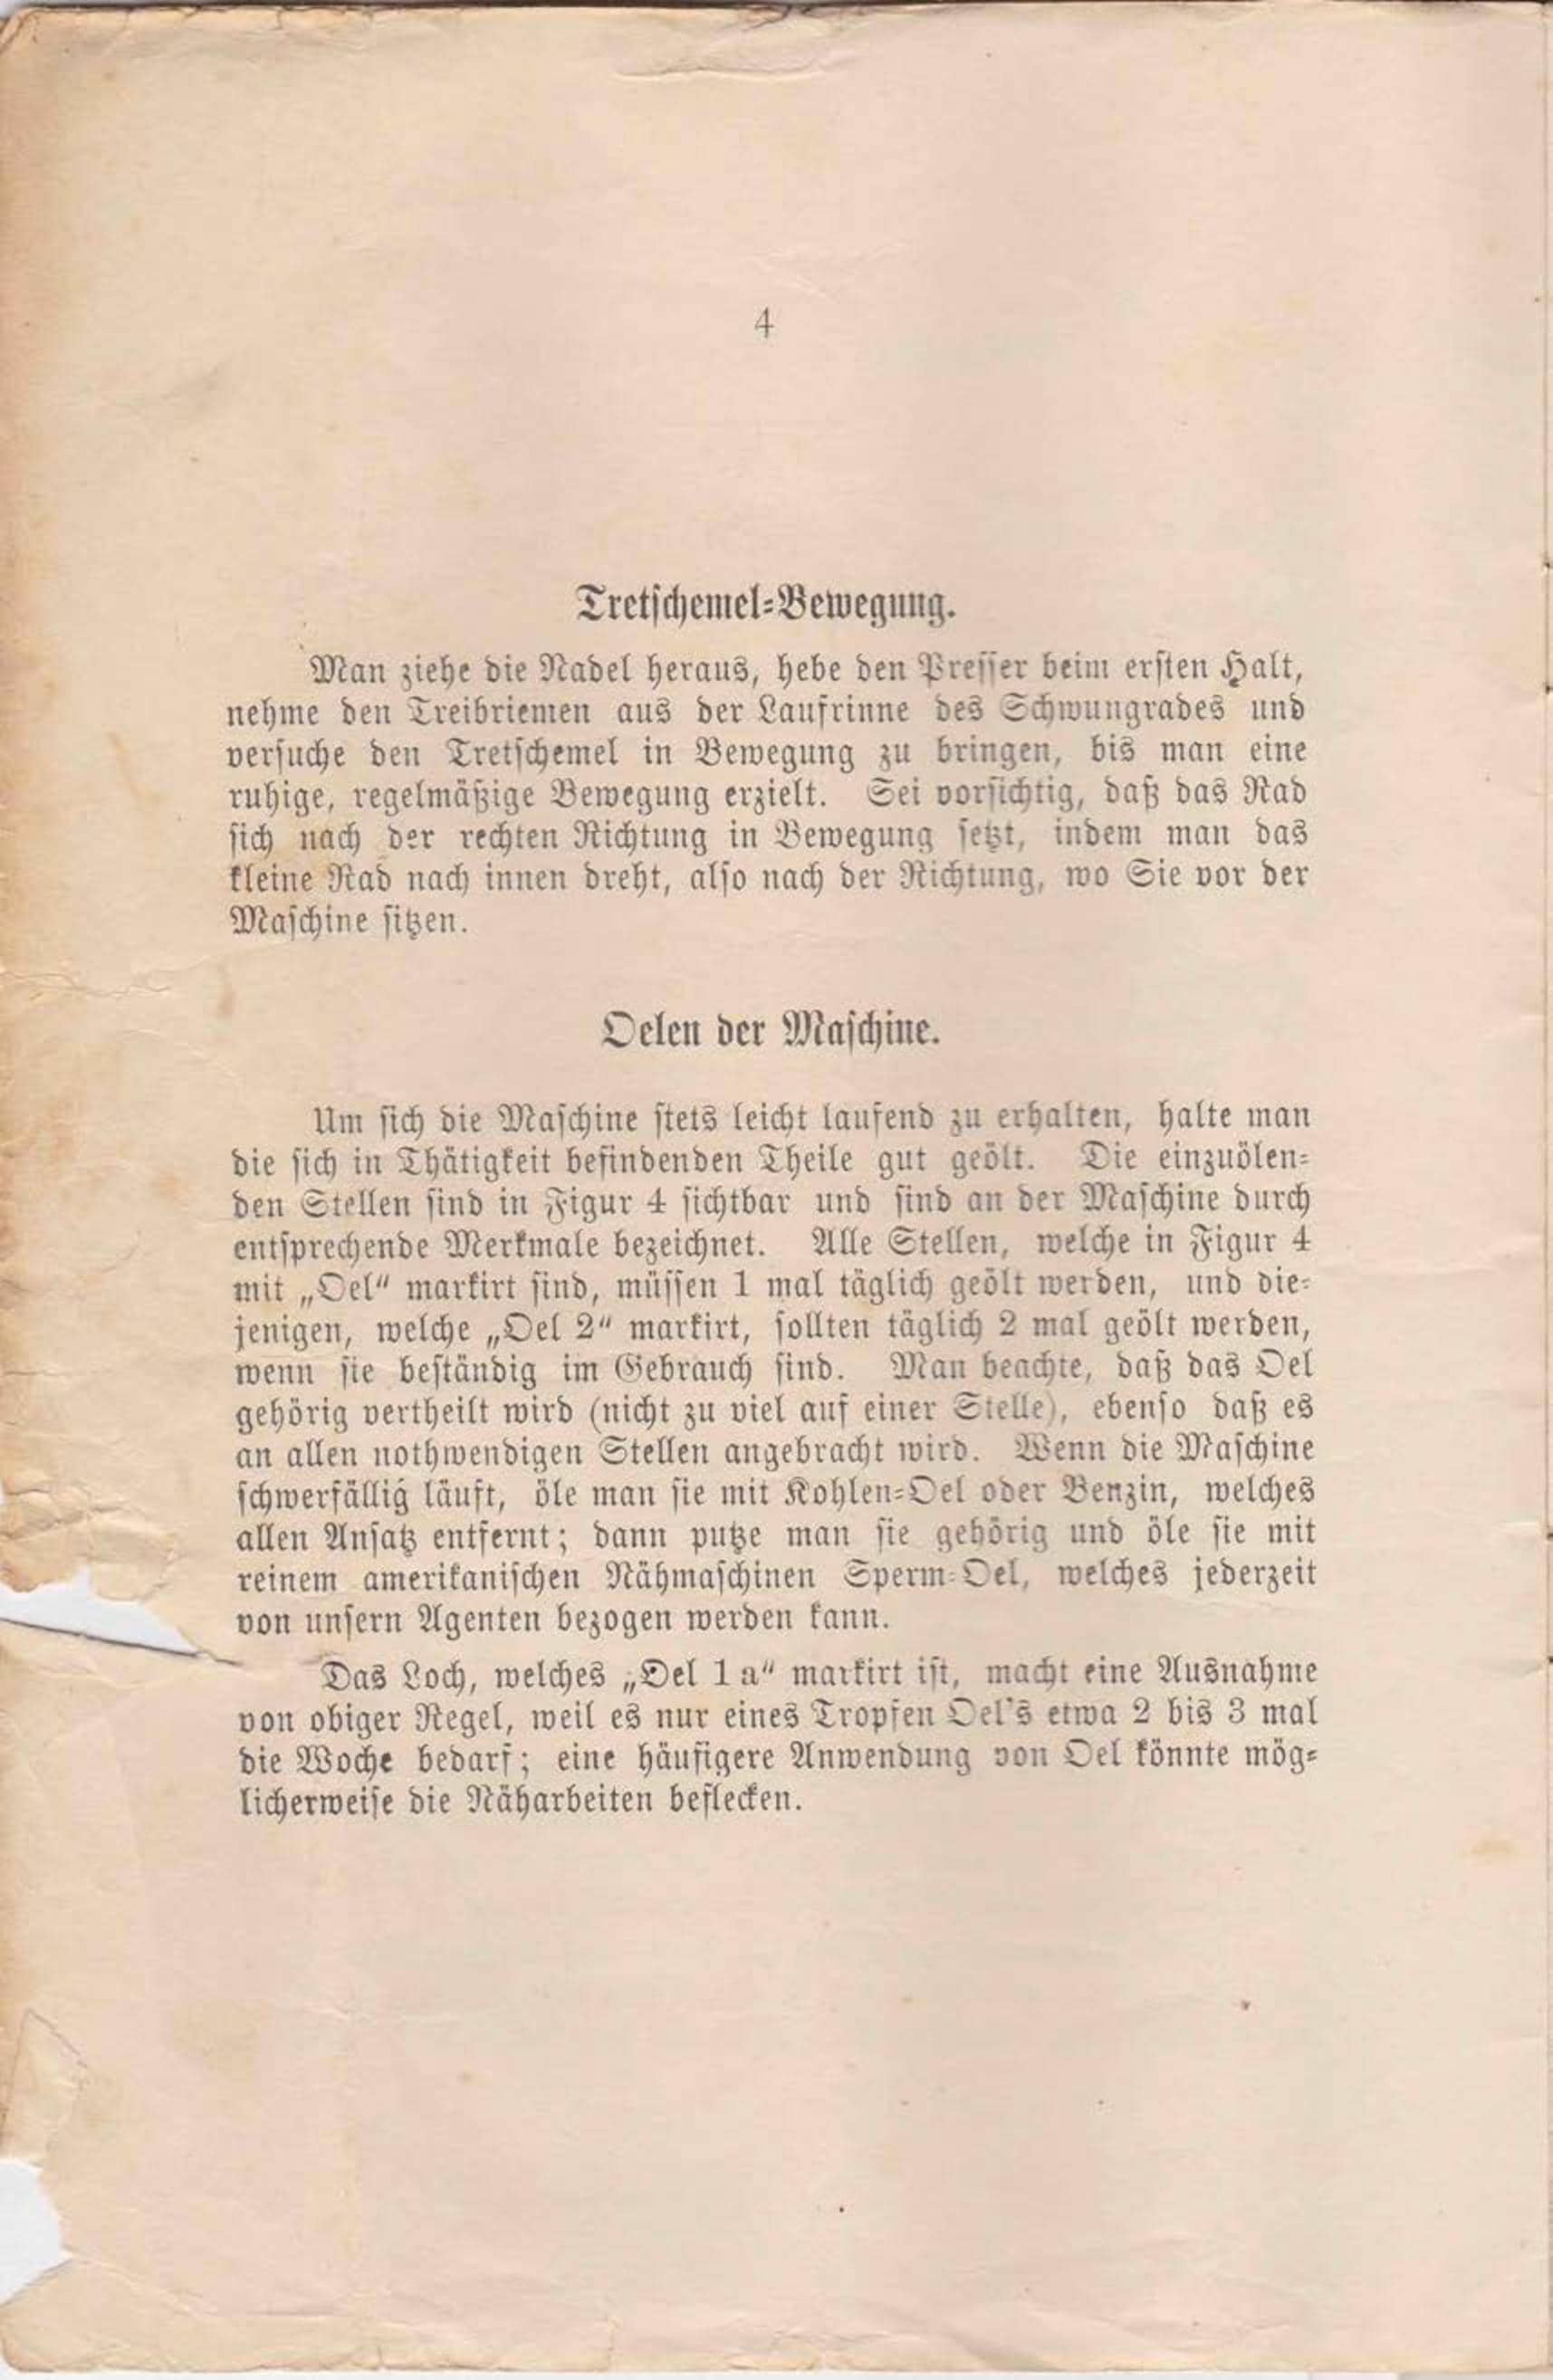 4
Tretschemel-Bewegung.
Man ziehe die Nadel heraus, hebe den Presser beim ersten Halt,
nehme den Treibriemen aus der Laufrinne des Schwungrades und
versuche den Tretschemel in Bewegung zu bringen, bis man eine
ruhige, regelmäßige Bewegung erzielt. Sei vorsichtig, daß das Rad
sich nach der rechten Richtung in Bewegung setzt, indem man das
kleine Rad nach innen dreht, also nach der Richtung, wo Sie vor der
Maschine sitzen.
Oelen der Maschine.
Um sich die Maschine stets leicht laufend zu erhalten, halte man
die sich in Thätigkeit befindenden Theile gut geölt. Die einzuölen-
den Stellen sind in Figur 4 sichtbar und sind an der Maschine durch
entsprechende Merkmale bezeichnet. Alle Stellen, welche in Figur 4
mit „Oel“ markirt sind, müssen 1 mal täglich geölt werden, und die-
jenigen, welche „Oel 2“ markirt, sollten täglich 2 mal geölt werden,
wenn sie beständig im Gebrauch sind. Man beachte, daß das Oel
gehörig vertheilt wird (nicht zu viel auf einer Stelle), ebenso daß es
an allen nothwendigen Stellen angebracht wird. Wenn die Maschine
schwerfällig läuft, öle man sie mit Kohlen-Oel oder Benzin, welches
allen Ansatz entfernt; dann putze man sie gehörig und öle sie mit
reinem amerikanischen Nähmaschinen Sperm-Oel, welches jederzeit
von unsern Agenten bezogen werden kann.
Das Loch, welches „Oel 1 a“ markirt ist, macht eine Ausnahme
von obiger Regel, weil es nur eines Tropfen Oel's etwa 2 bis 3 mal
die Woche bedarf; eine häufigere Anwendung von Oel könnte mög-
licherweise die Näharbeiten beflecken.